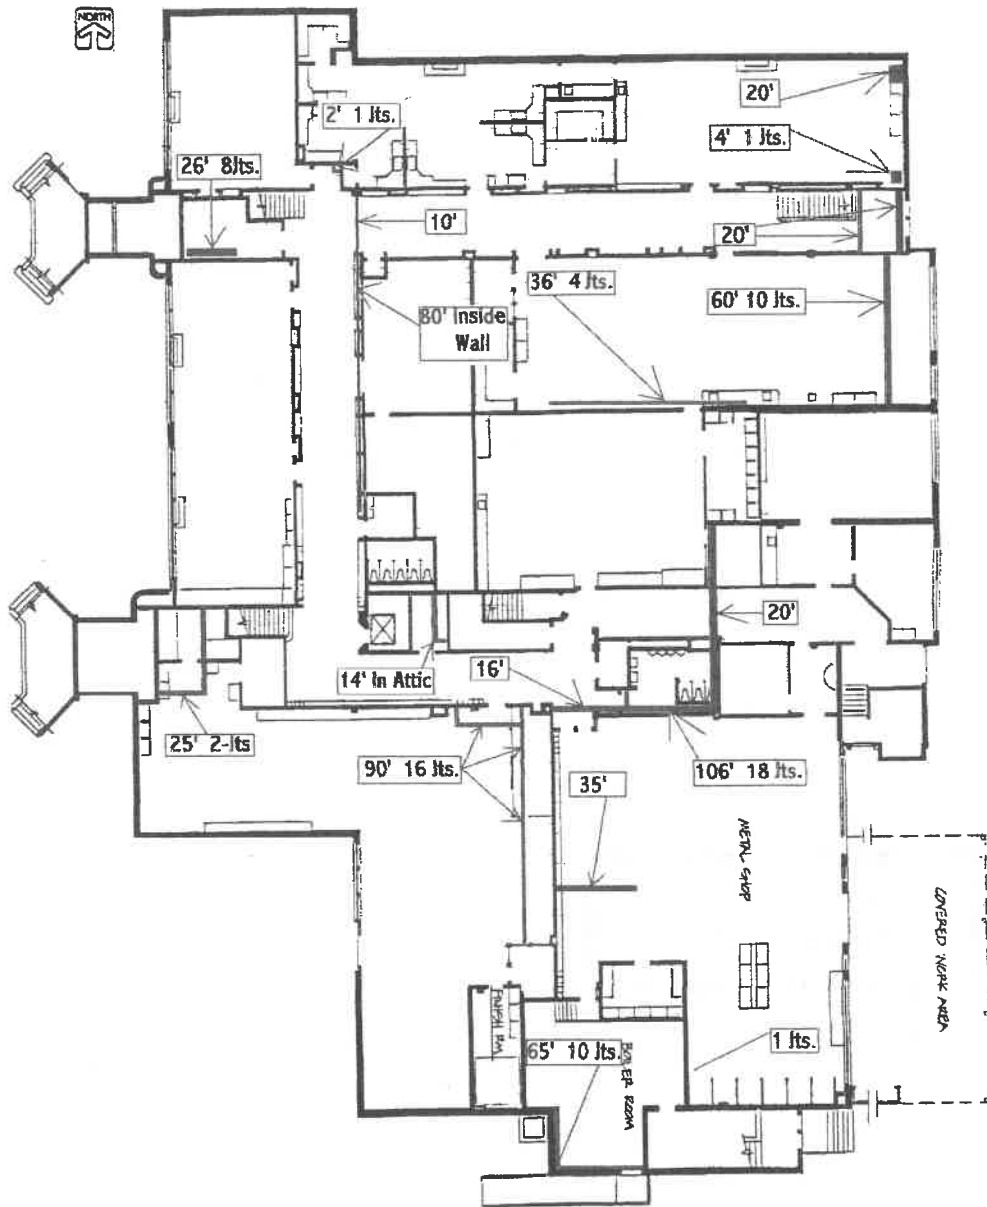 NORTH
20'
2' 1 Jts.
4' 1 Jts.
26' 8Jts.
10'
20'
36' 4 Jts.
60' 10 Jts.
80' Inside
Wall
20'
14' In Attic
16'
25' 2-Jts
90' 16 Jts.
106' 18 Jts.
35'
METAL SHOP
COVERED WORK AREA
FINISH RM
1 Jts.
65' 10 Jts.
BOILER ROOM